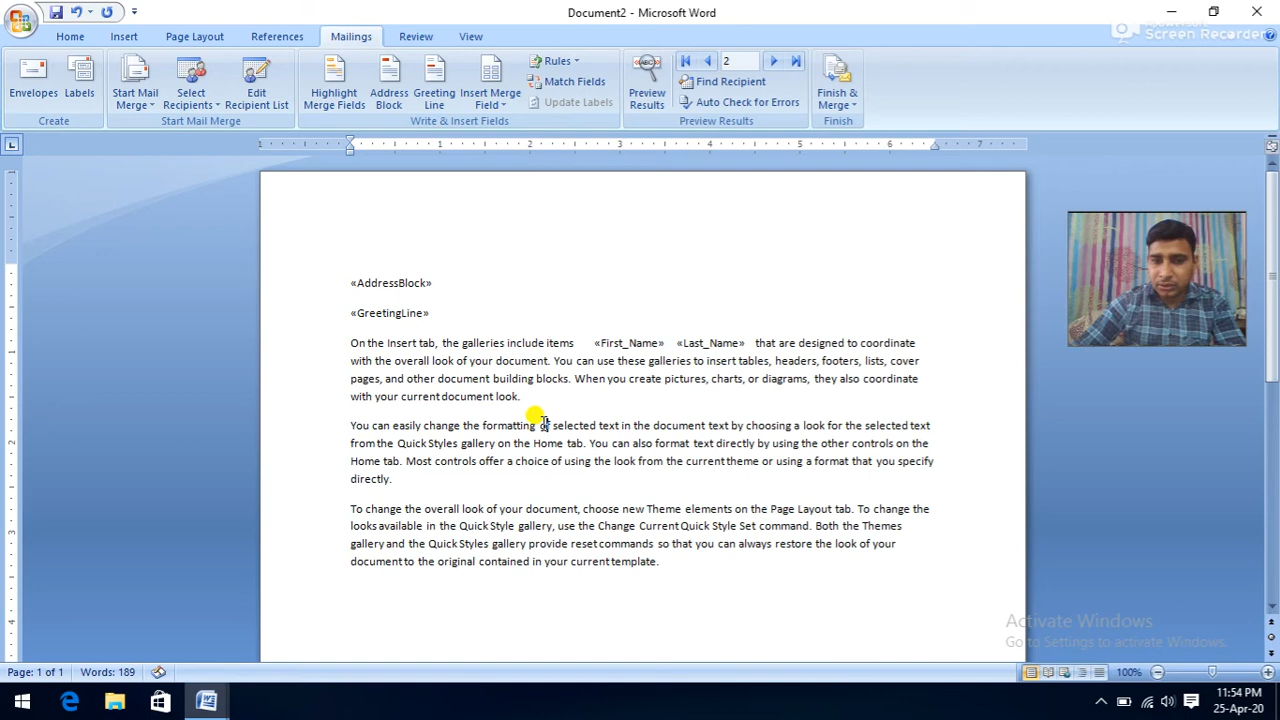 Document2 - Microsoft Word
Screen Recorder
Home Insert Page Layout References Mailings Review View
Envelopes Labels
Create
Start Mail Merge Select Recipients Edit Recipient List
Start Mail Merge
Highlight Merge Fields Address Block Greeting Line Insert Merge Field
Rules
Match Fields
Update Labels
Write & Insert Fields
ABC
Preview Results
2
Find Recipient
Auto Check for Errors
Preview Results
Finish & Merge
Finish
1 1 2 3 4 5 6 7
«AddressBlock»
«GreetingLine»
On the Insert tab, the galleries include items «First_Name» «Last_Name» that are designed to coordinate
with the overall look of your document. You can use these galleries to insert tables, headers, footers, lists, cover
pages, and other document building blocks. When you create pictures, charts, or diagrams, they also coordinate
with your current document look.
You can easily change the formatting of selected text in the document text by choosing a look for the selected text
from the Quick Styles gallery on the Home tab. You can also format text directly by using the other controls on the
Home tab. Most controls offer a choice of using the look from the current theme or using a format that you specify
directly.
To change the overall look of your document, choose new Theme elements on the Page Layout tab. To change the
looks available in the Quick Style gallery, use the Change Current Quick Style Set command. Both the Themes
gallery and the Quick Styles gallery provide reset commands so that you can always restore the look of your
document to the original contained in your current template.
Activate Windows
Go to Settings to activate Windows.
Page: 1 of 1 Words: 189 100%
11:54 PM
25-Apr-20